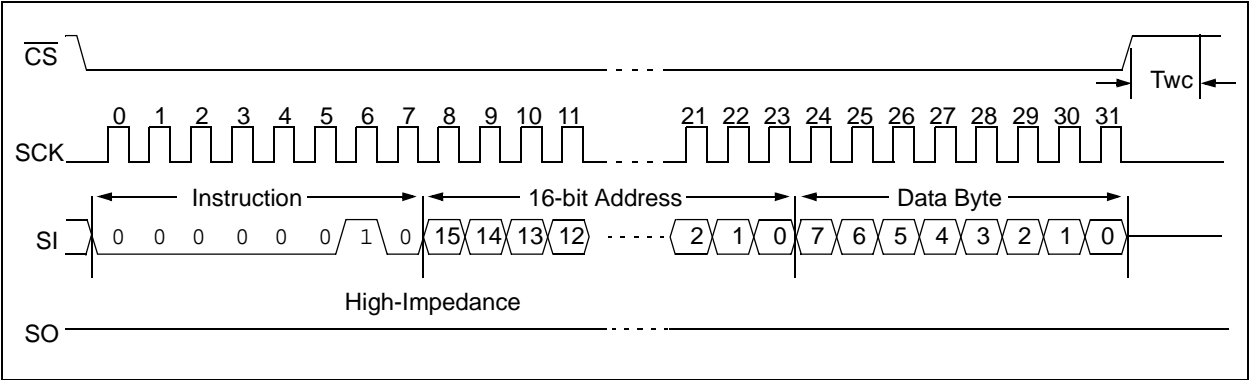 CS
Twc
0 1 2 3 4 5 6 7 8 9 10 11 21 22 23 24 25 26 27 28 29 30 31
SCK
Instruction 16-bit Address Data Byte
SI 0 0 0 0 0 0 1 0 15 14 13 12 2 1 0 7 6 5 4 3 2 1 0
High-Impedance
SO